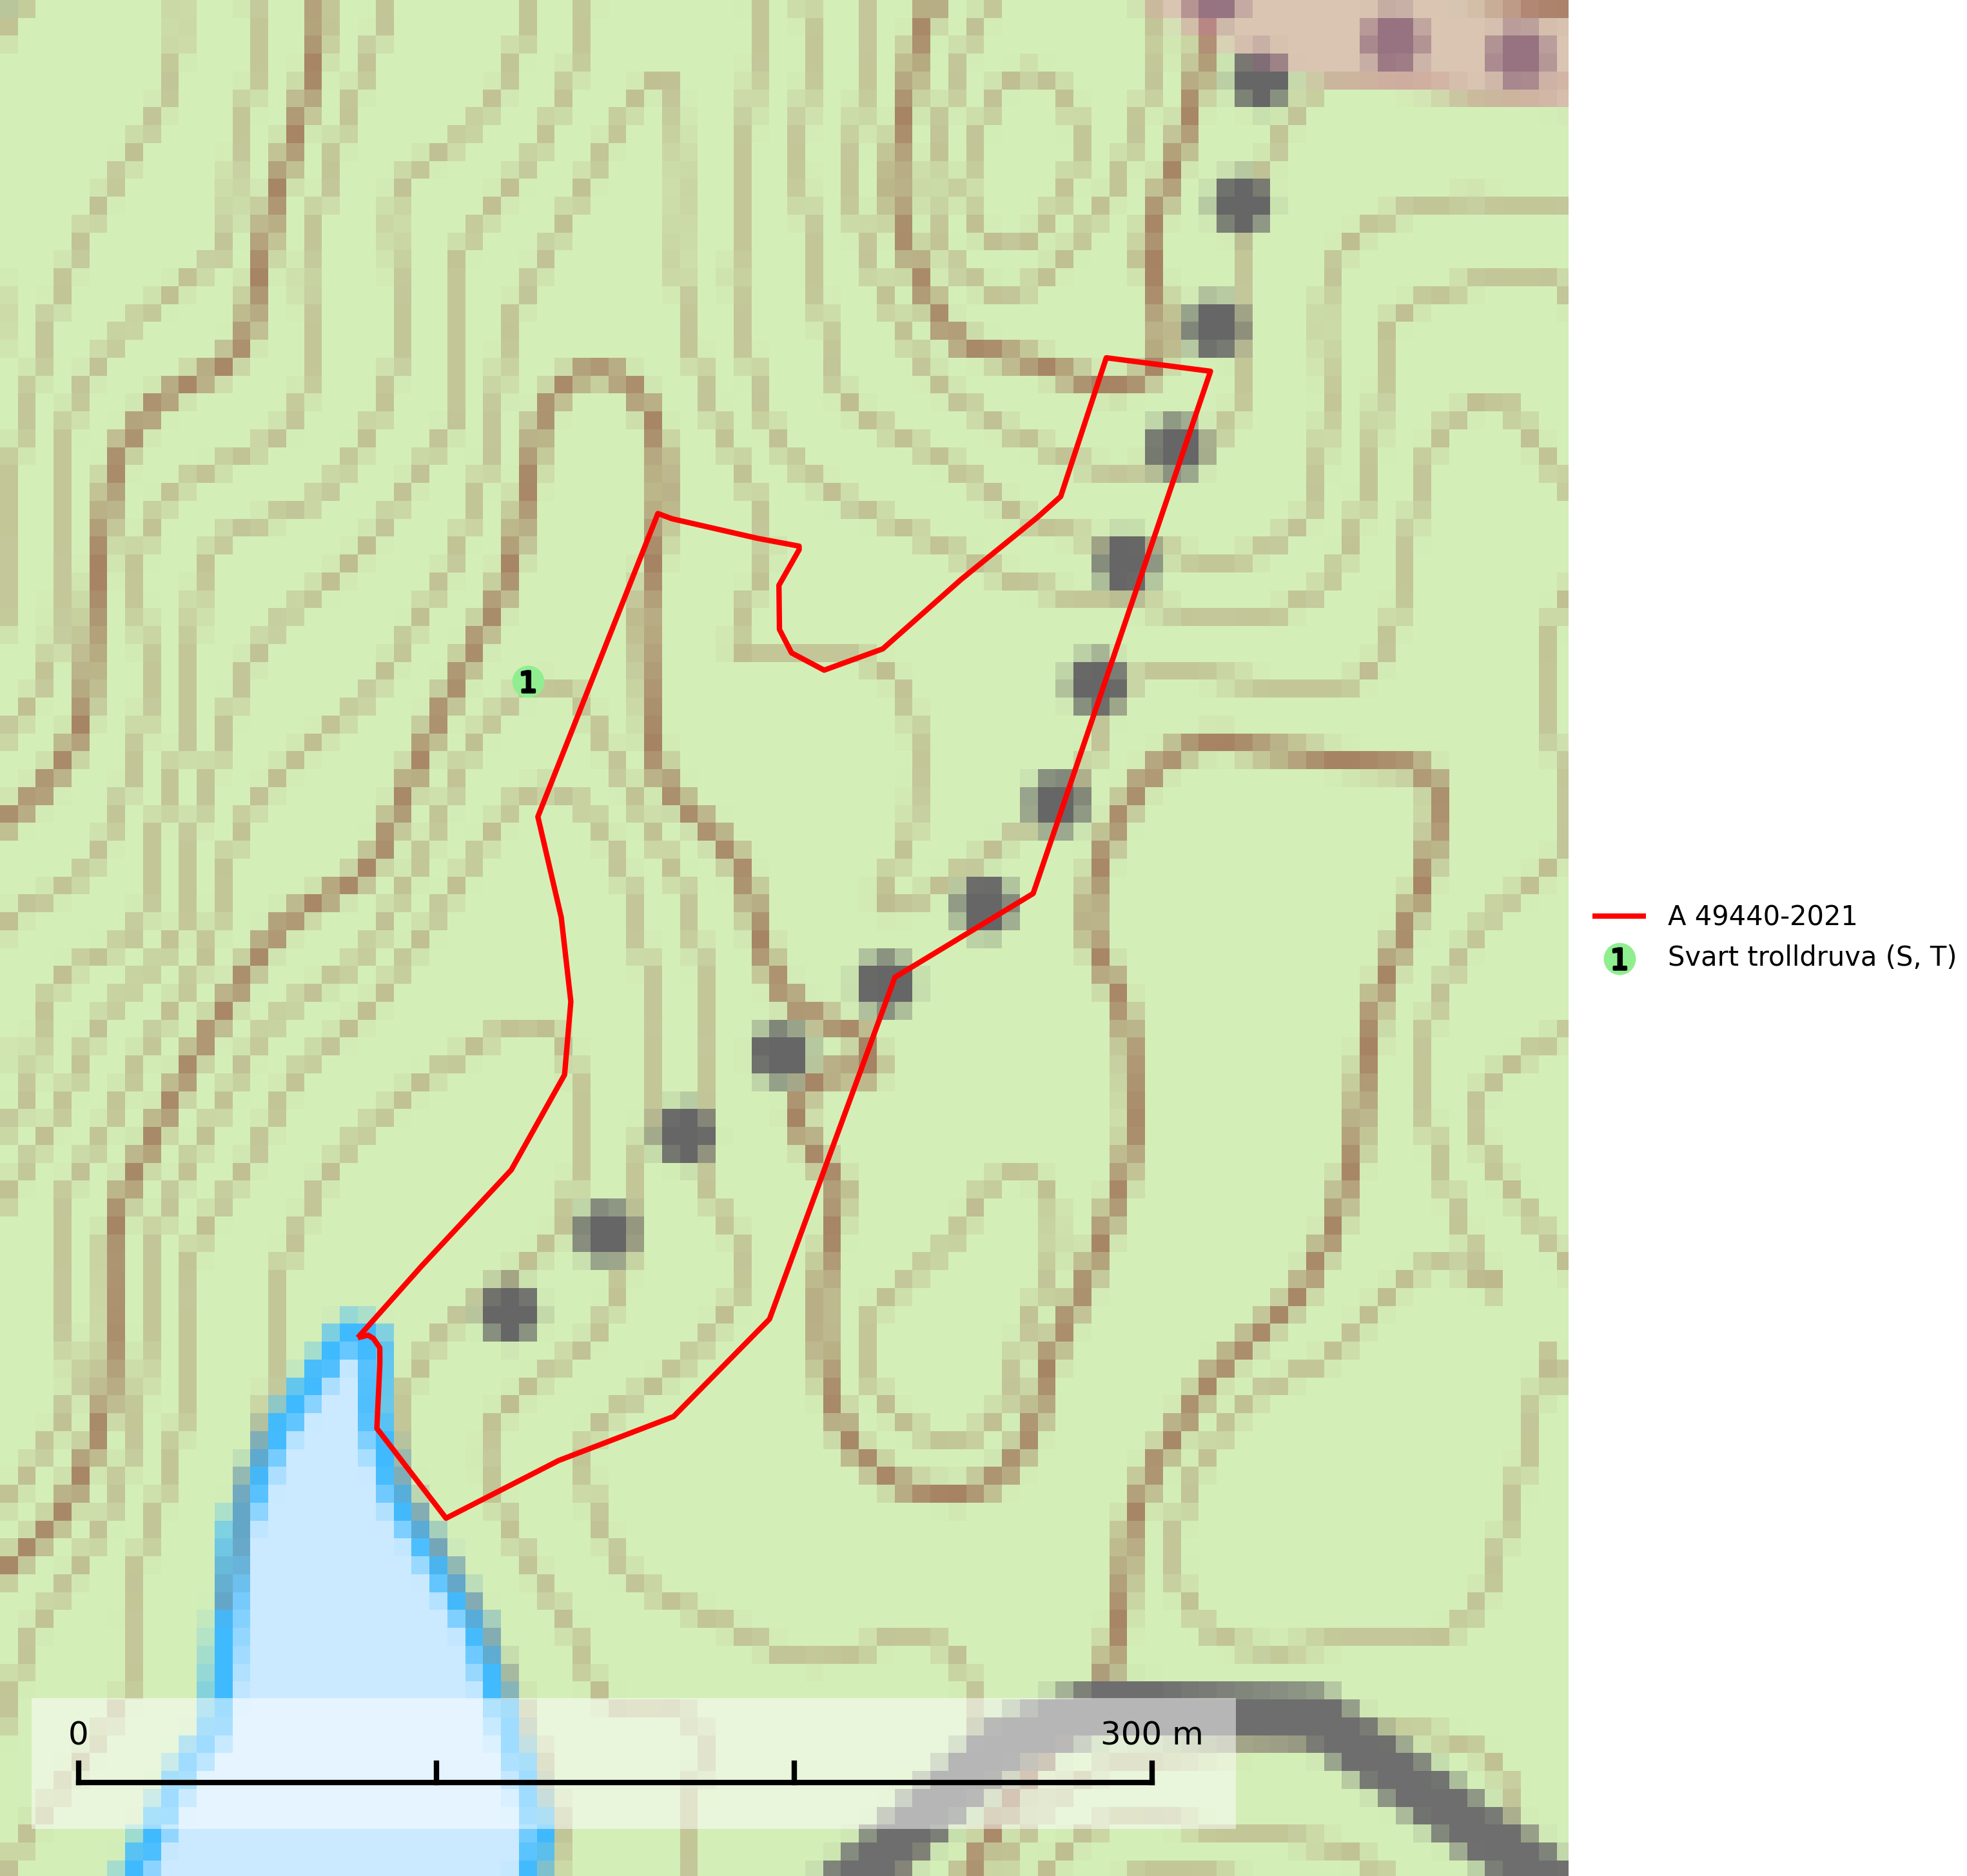 1
A 49440-2021
1 Svart trolldruva (S, T)
0 300 m